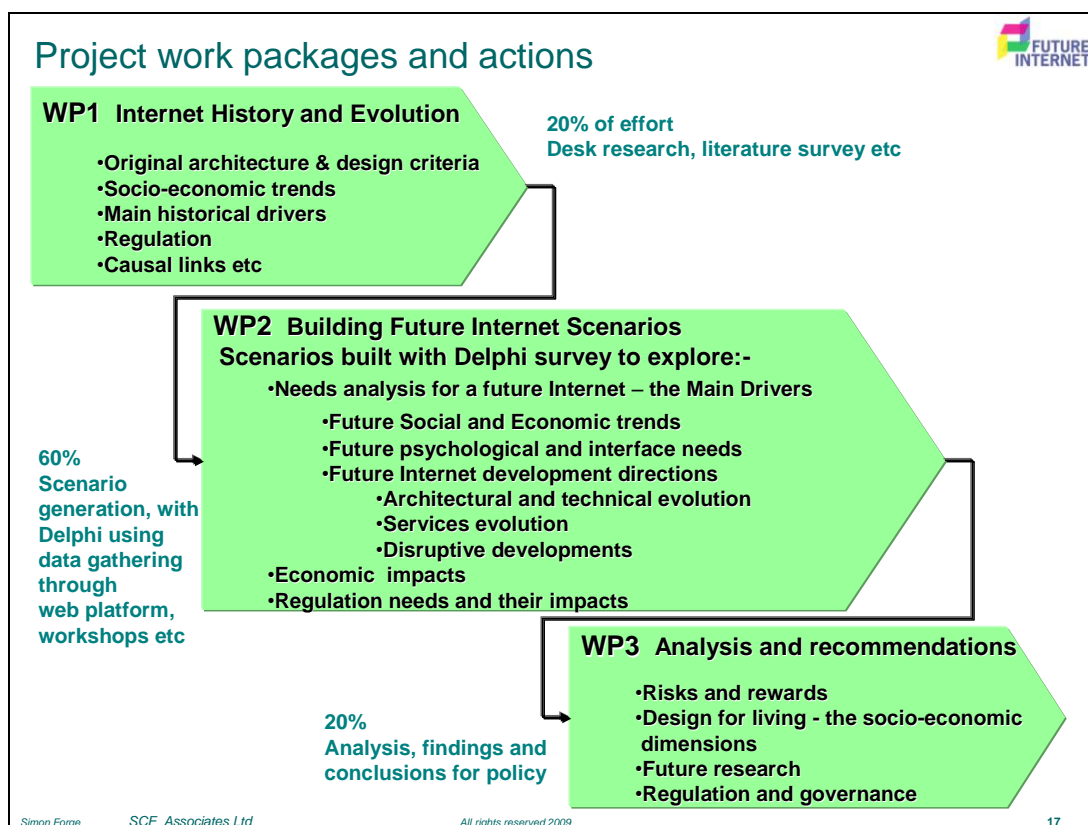 Project work packages and actions
FUTURE
INTERNET
WP1 Internet History and Evolution
•Original architecture & design criteria
•Socio-economic trends
•Main historical drivers
•Regulation
•Causal links etc
20% of effort
Desk research, literature survey etc
WP2 Building Future Internet Scenarios
Scenarios built with Delphi survey to explore:-
•Needs analysis for a future Internet – the Main Drivers
•Future Social and Economic trends
•Future psychological and interface needs
•Future Internet development directions
•Architectural and technical evolution
•Services evolution
•Disruptive developments
•Economic impacts
•Regulation needs and their impacts
60%
Scenario
generation, with
Delphi using
data gathering
through
web platform,
workshops etc
WP3 Analysis and recommendations
•Risks and rewards
•Design for living - the socio-economic
dimensions
•Future research
•Regulation and governance
20%
Analysis, findings and
conclusions for policy
Simon Forge SCF Associates Ltd All rights reserved 2009 17